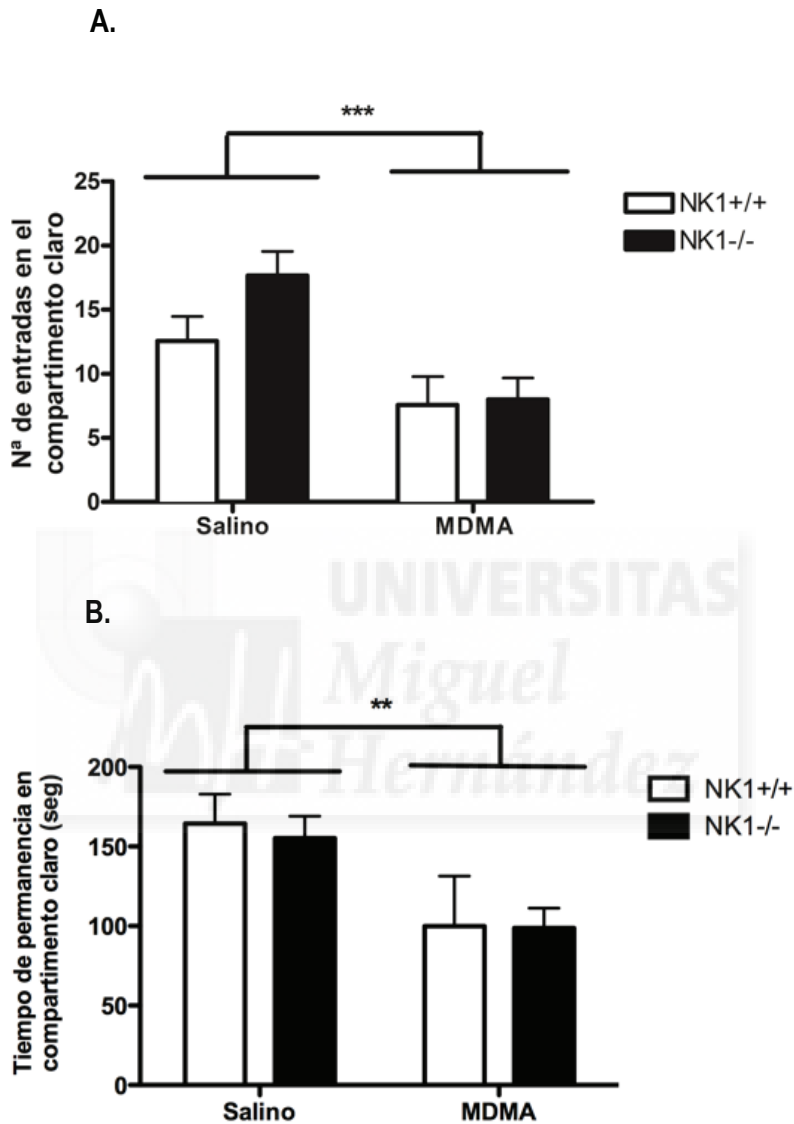 A.
***
25
20
15
10
5
0
Nª de entradas en el
compartimento claro
Salino
MDMA
NK1+/+
NK1-/-
UNIVERSITAS
Miguel
Hernández
B.
**
200
150
100
50
0
Tiempo de permanencia en
compartimento claro (seg)
Salino
MDMA
NK1+/+
NK1-/-